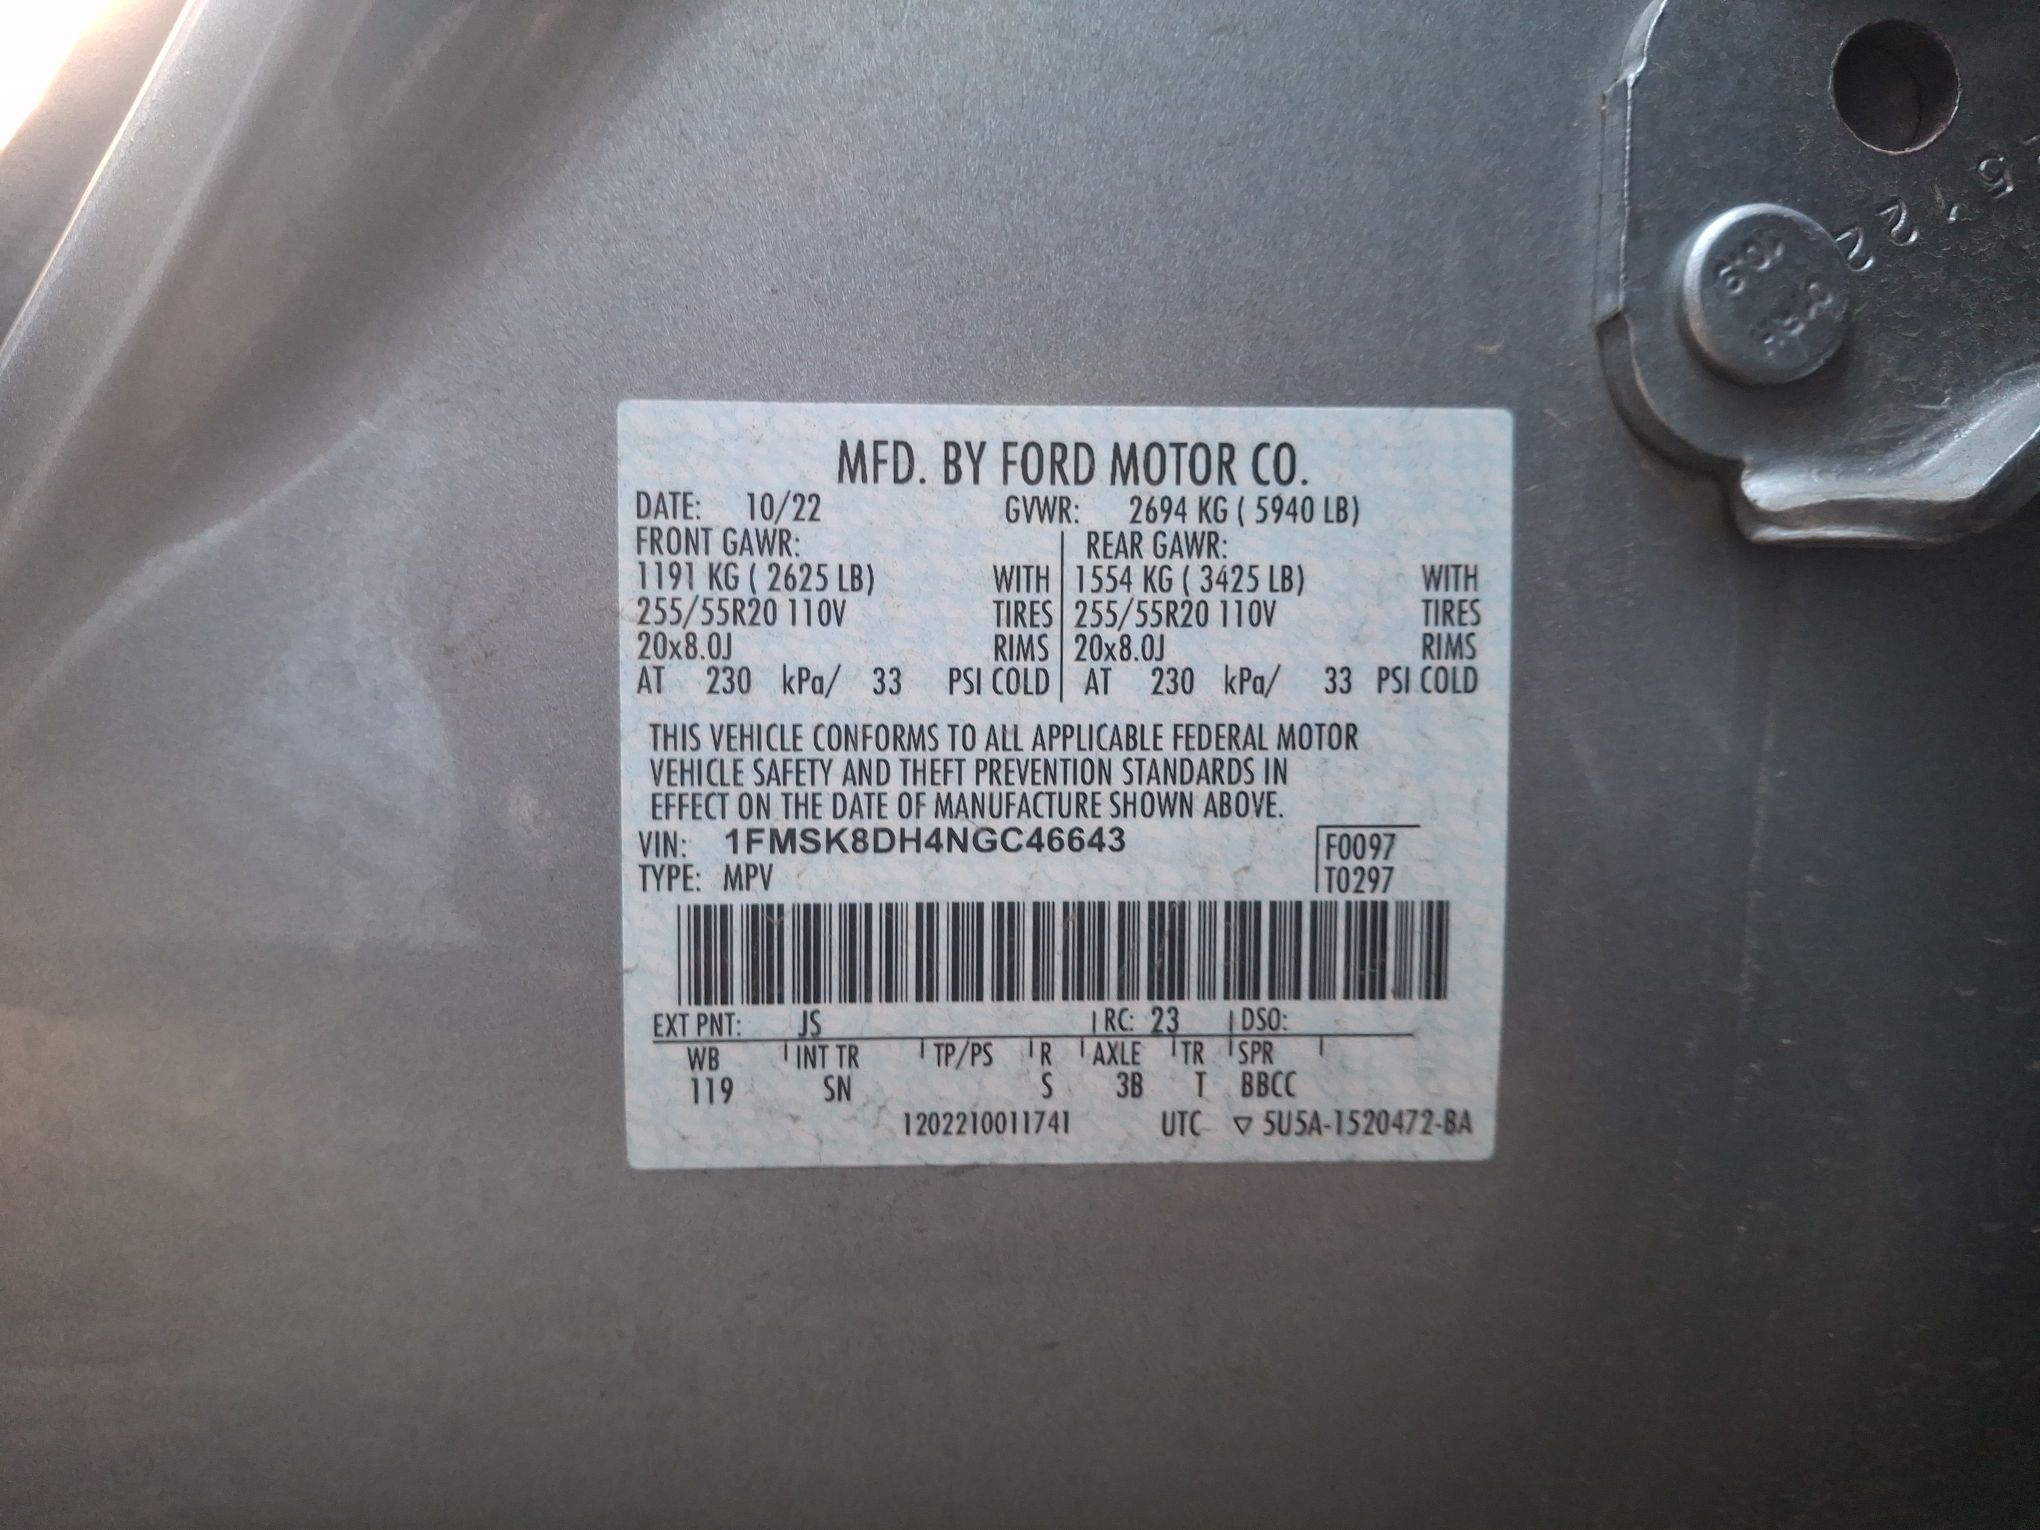 MFD. BY FORD MOTOR CO.
DATE: 10/22 GVWR: 2694 KG ( 5940 LB)
FRONT GAWR: REAR GAWR:
1191 KG ( 2625 LB) WITH 1554 KG ( 3425 LB) WITH
255/55R20 110V TIRES 255/55R20 110V TIRES
20x8.0J RIMS 20x8.0J RIMS
AT 230 kPa/ 33 PSI COLD AT 230 kPa/ 33 PSI COLD
THIS VEHICLE CONFORMS TO ALL APPLICABLE FEDERAL MOTOR
VEHICLE SAFETY AND THEFT PREVENTION STANDARDS IN
EFFECT ON THE DATE OF MANUFACTURE SHOWN ABOVE.
VIN: 1FMSK8DH4NGC46643 F0097
TYPE: MPV T0297
EXT PNT: JS RC: 23 DSO:
WB INT TR TP/PS R AXLE TR SPR
119 SN S 3B T BBCC
1202210011741 UTC ▽ 5U5A-1520472-BA